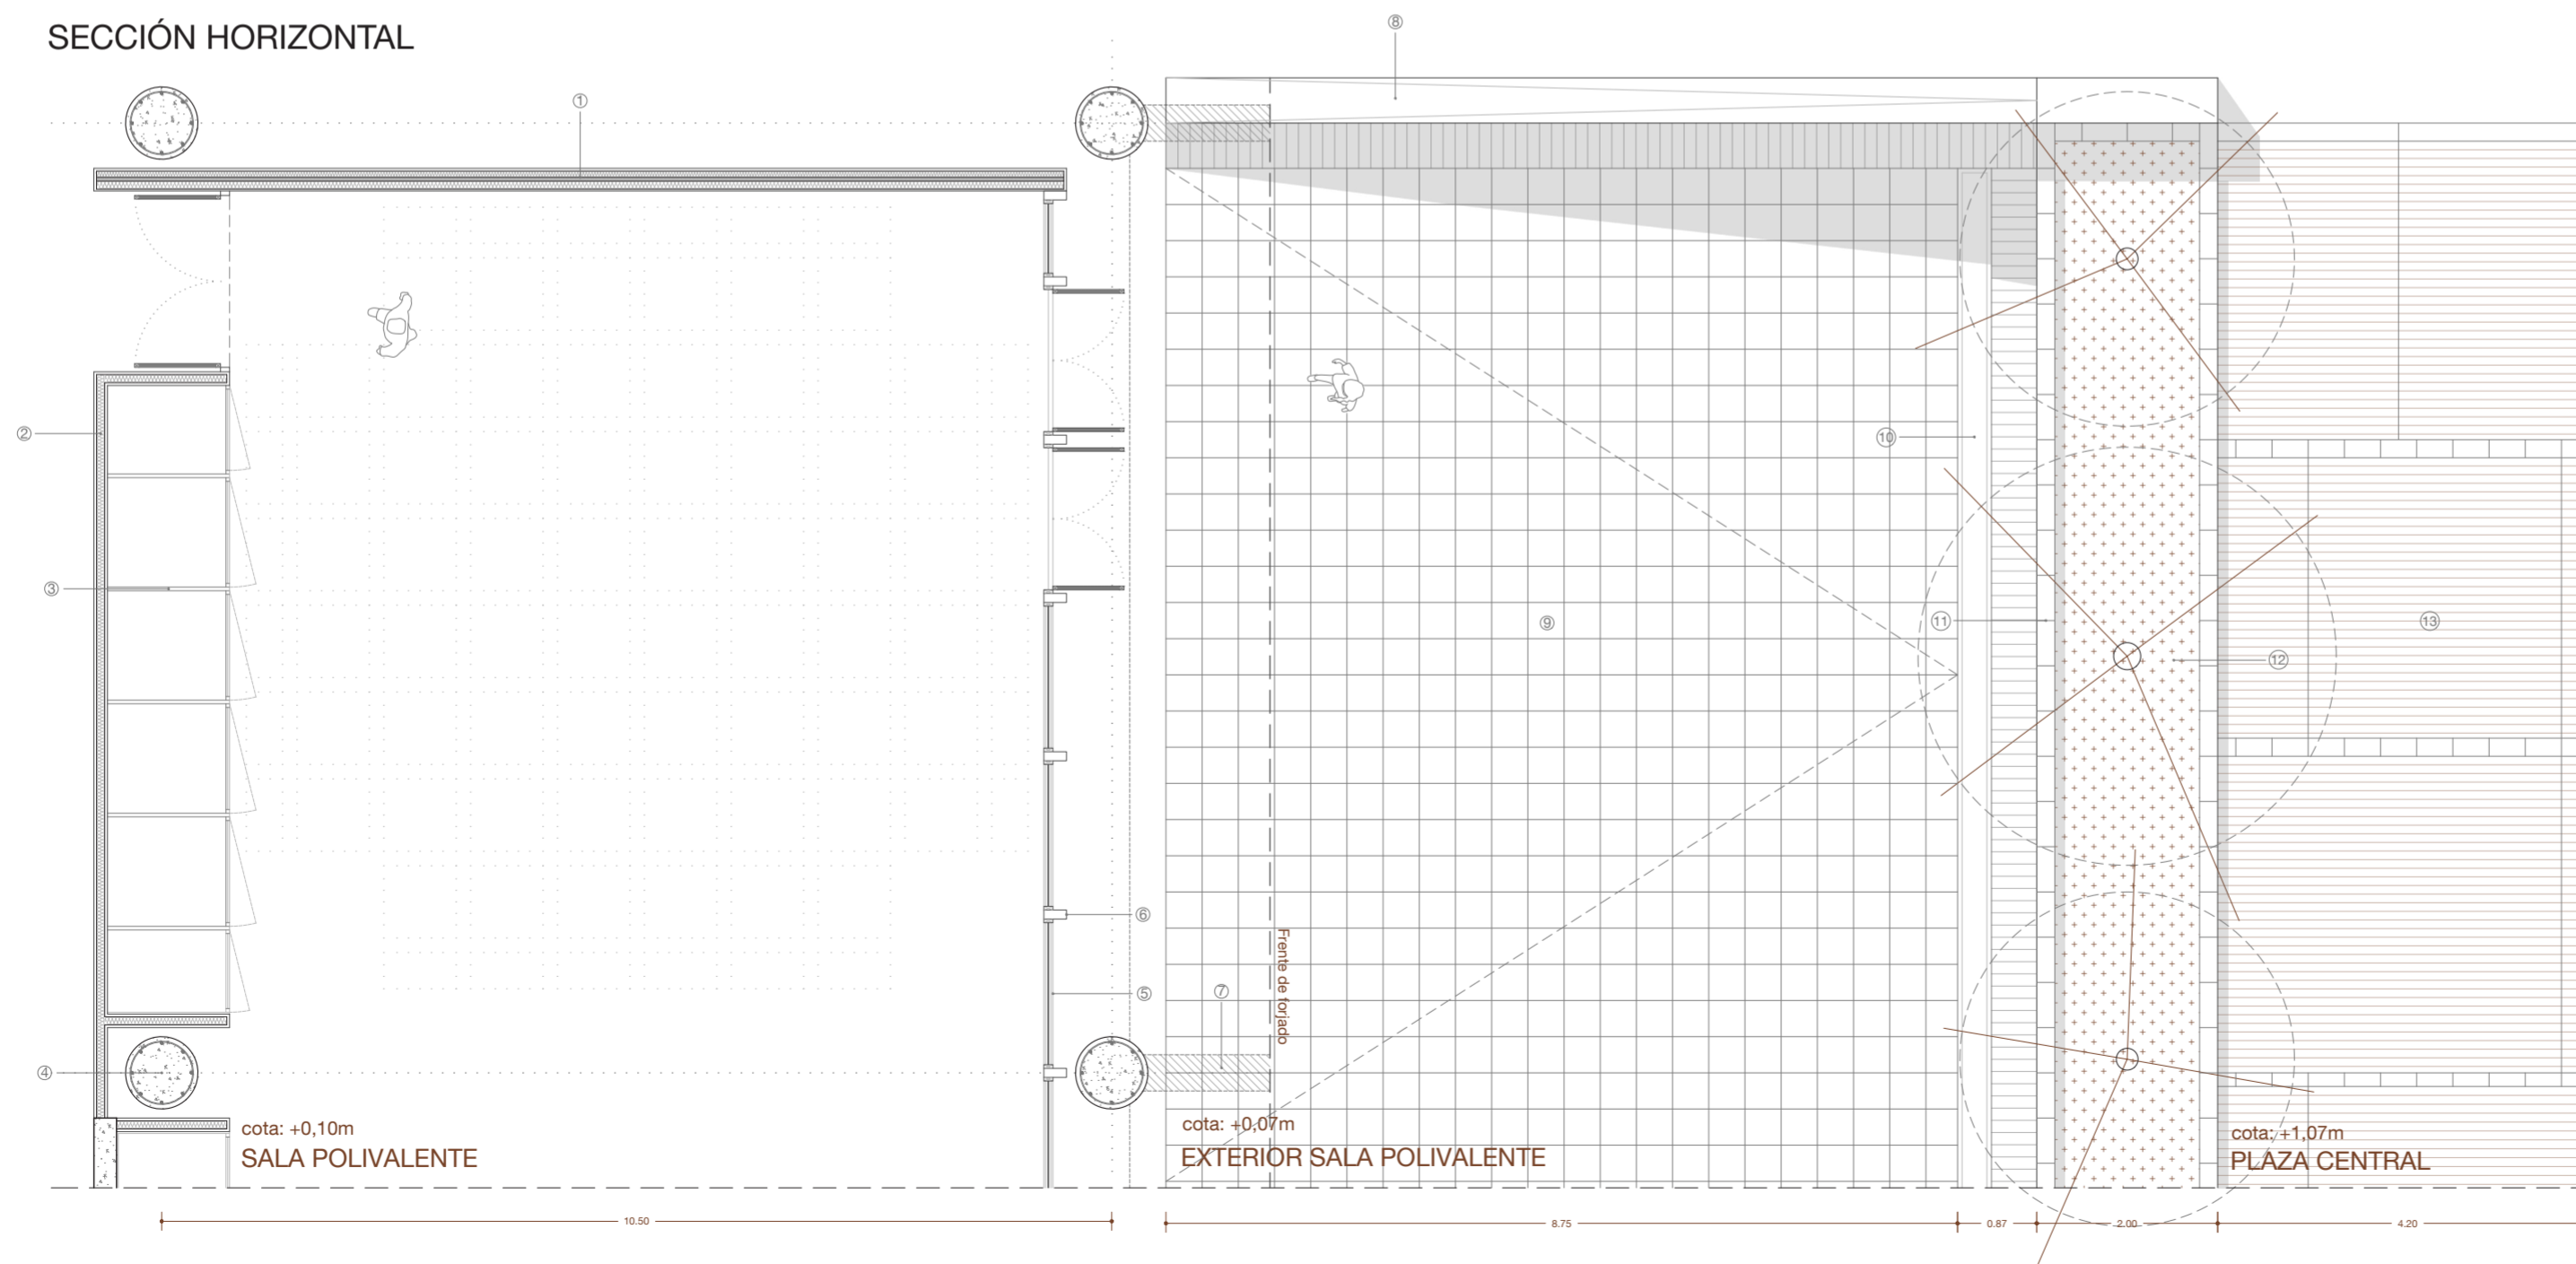 SECCIÓN HORIZONTAL
8
1
2
10
3
11
9
13
12
6
5
7
Frente de forjado
4
cota: +0,10m
SALA POLIVALENTE
cota: +0,07m
EXTERIOR SALA POLIVALENTE
cota: +1,07m
PLAZA CENTRAL
10.50
8.75
0.87
2.00
4.20